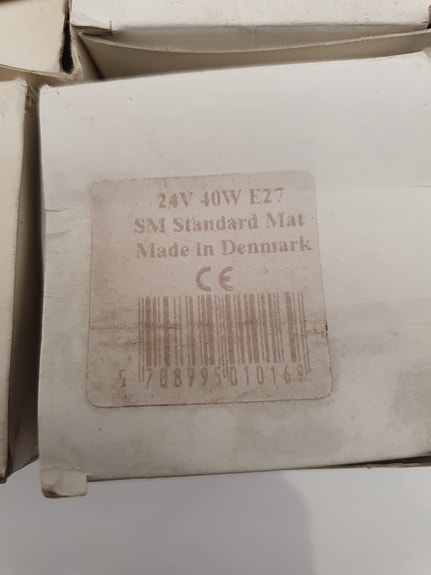 24V 40W E27
SM Standard Mat
Made in Denmark
CE
5 708995 010169